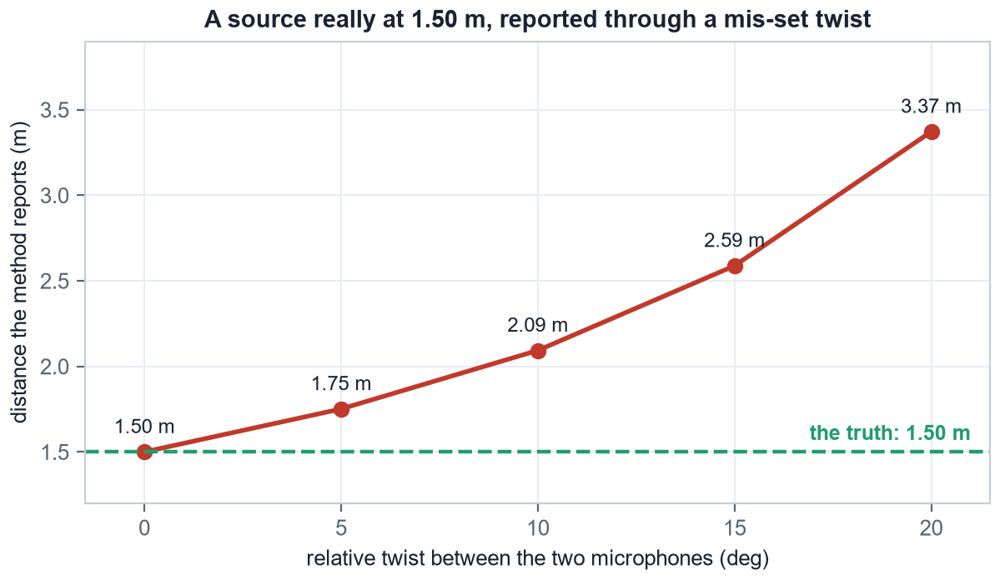 A source really at 1.50 m, reported through a mis-set twist
distance the method reports (m)
3.5
3.0
2.5
2.0
1.5
3.37 m
2.59 m
2.09 m
1.75 m
1.50 m
the truth: 1.50 m
0
5
10
15
20
relative twist between the two microphones (deg)